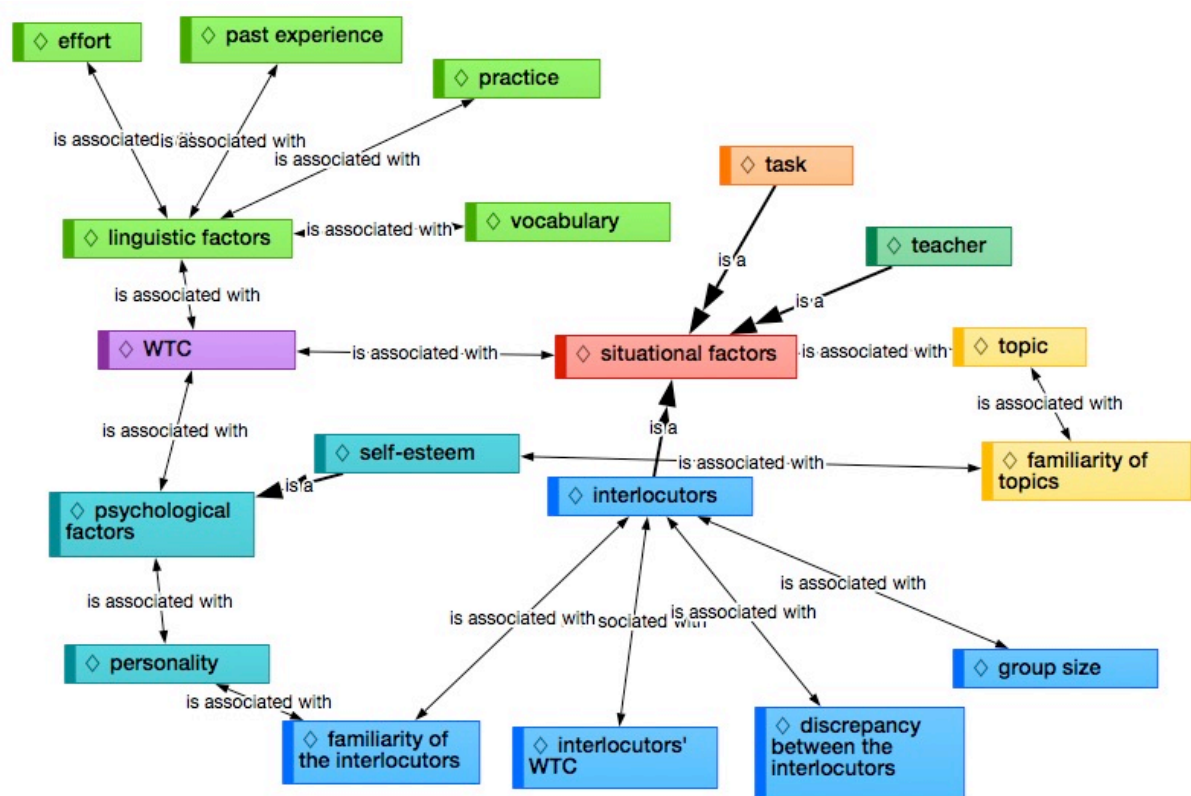 ◇ effort
◇ past experience
◇ practice
is associated
is associated with
is associated with
◇ task
◇ linguistic factors
is associated with
◇ vocabulary
◇ teacher
is a
is associated with
is a
◇ WTC
is associated with
◇ situational factors
is associated with
◇ topic
is associated with
is associated with
is a
◇ self-esteem
is associated with
◇ familiarity of
topics
is a
◇ interlocutors
◇ psychological
factors
is associated with
is associated with
is associated with
with
is associated with
◇ personality
◇ group size
is associated with
◇ familiarity of
the interlocutors
◇ interlocutors'
WTC
◇ discrepancy
between the
interlocutors